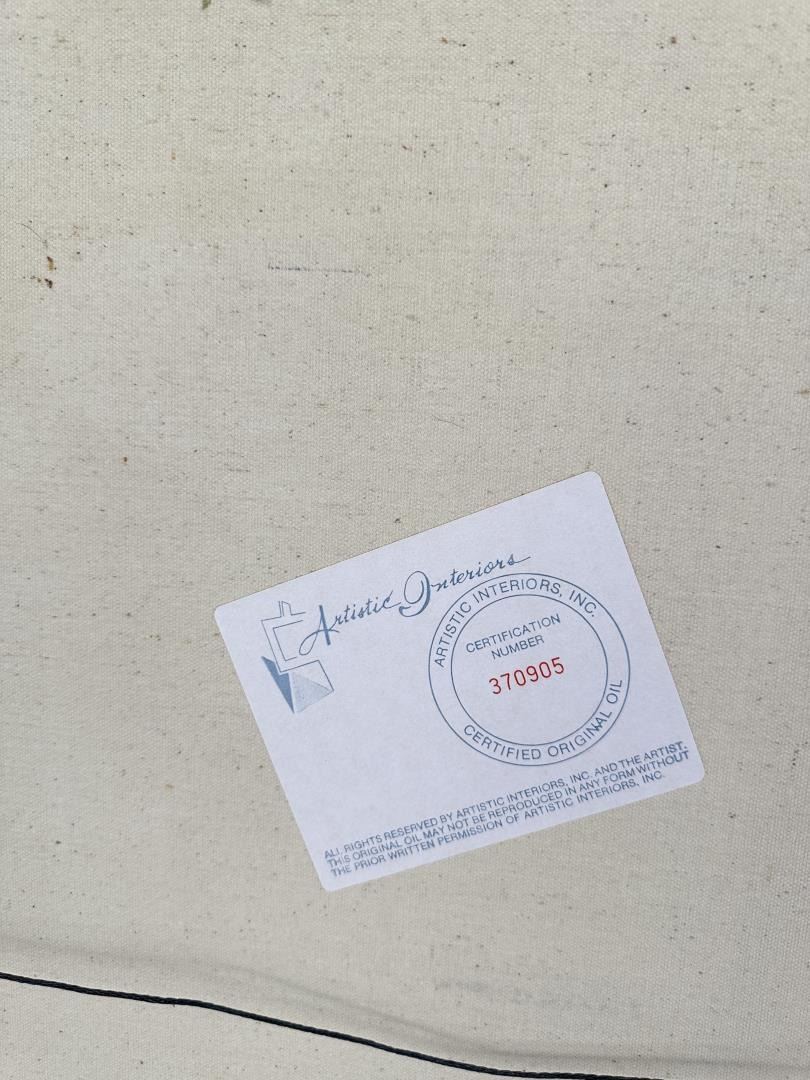 Artistic Interiors
ARTISTIC INTERIORS, INC.
CERTIFICATION
NUMBER
370905
CERTIFIED ORIGINAL OIL
ALL RIGHTS RESERVED BY ARTISTIC INTERIORS, INC. AND THE ARTIST.
THIS ORIGINAL OIL MAY NOT BE REPRODUCED IN ANY FORM WITHOUT
THE PRIOR WRITTEN PERMISSION OF ARTISTIC INTERIORS, INC.